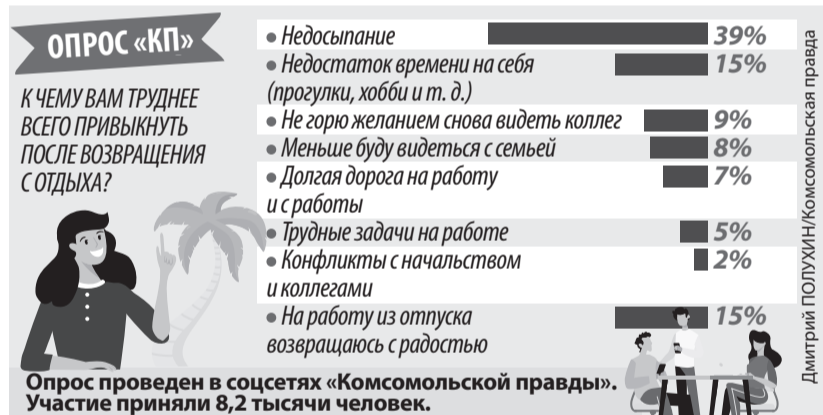 ОПРОС «КП»
К ЧЕМУ ВАМ ТРУДНЕЕ
ВСЕГО ПРИВЫКНУТЬ
ПОСЛЕ ВОЗВРАЩЕНИЯ
С ОТДЫХА?
• Недосыпание 39%
• Недостаток времени на себя 15%
(прогулки, хобби и т. д.)
• Не горю желанием снова видеть коллег 9%
• Меньше буду видеться с семьей 8%
• Долгая дорога на работу 7%
и с работы
• Трудные задачи на работе 5%
• Конфликты с начальством 2%
и коллегами
• На работу из отпуска 15%
возвращаюсь с радостью
Опрос проведен в соцсетях «Комсомольской правды».
Участие приняли 8,2 тысячи человек.
Дмитрий ПОЛУХИН/Комсомольская правда